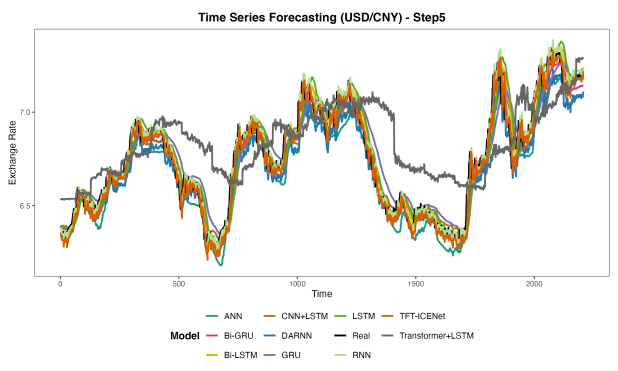 Time Series Forecasting (USD/CNY) - Step5
Exchange Rate
7.0
6.5
0 500 1000 1500 2000
Time
Model
ANN CNN+LSTM LSTM TFT-ICENet
Bi-GRU DARNN Real Transformer+LSTM
Bi-LSTM GRU RNN